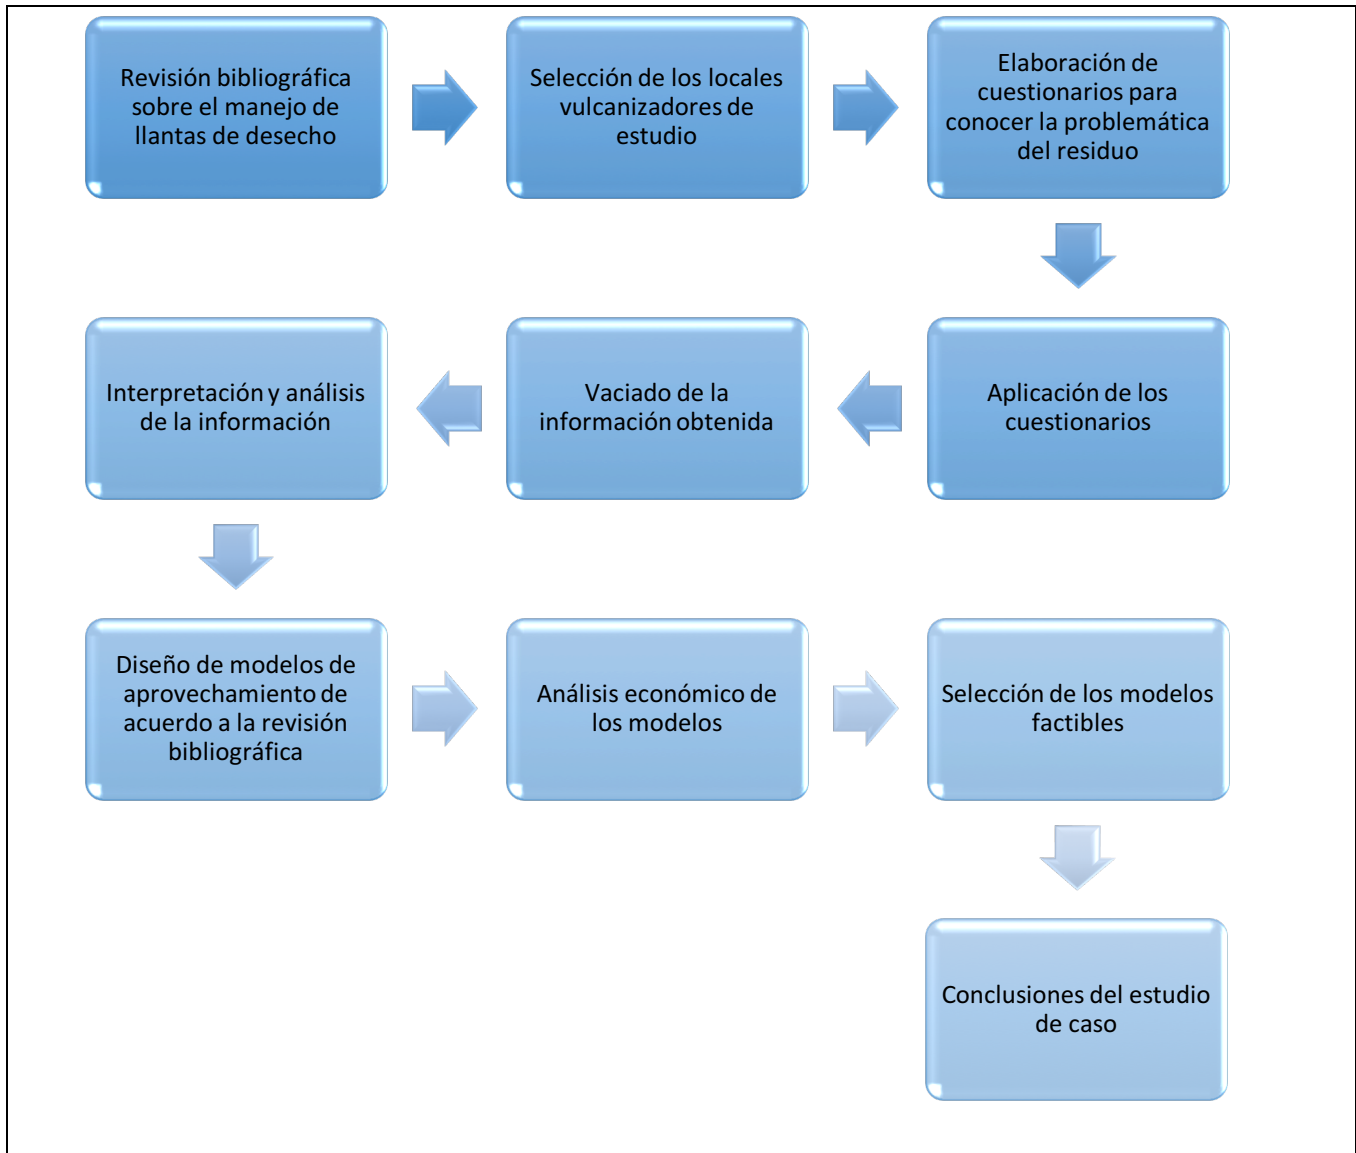 Revisión bibliográfica
sobre el manejo de
llantas de desecho
Selección de los locales
vulcanizadores de
estudio
Elaboración de
cuestionarios para
conocer la problemática
del residuo
Aplicación de los
cuestionarios
Vaciado de la
información obtenida
Interpretación y análisis
de la información
Diseño de modelos de
aprovechamiento de
acuerdo a la revisión
bibliográfica
Análisis económico de
los modelos
Selección de los modelos
factibles
Conclusiones del estudio
de caso